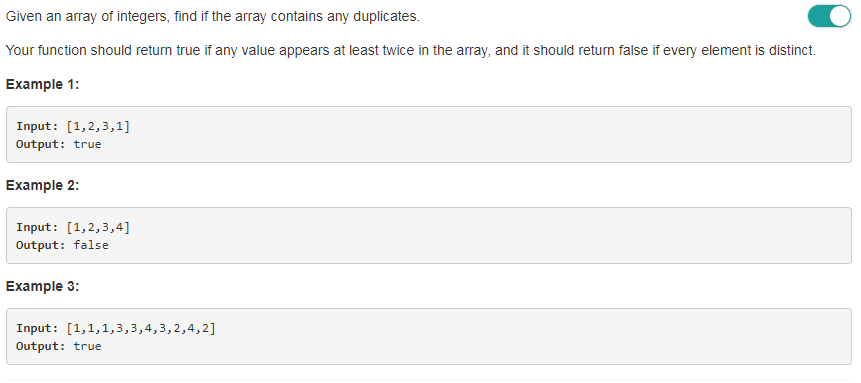 Given an array of integers, find if the array contains any duplicates.
Your function should return true if any value appears at least twice in the array, and it should return false if every element is distinct.
Example 1:
Input: [1,2,3,1]
Output: true
Example 2:
Input: [1,2,3,4]
Output: false
Example 3:
Input: [1,1,1,3,3,4,3,2,4,2]
Output: true